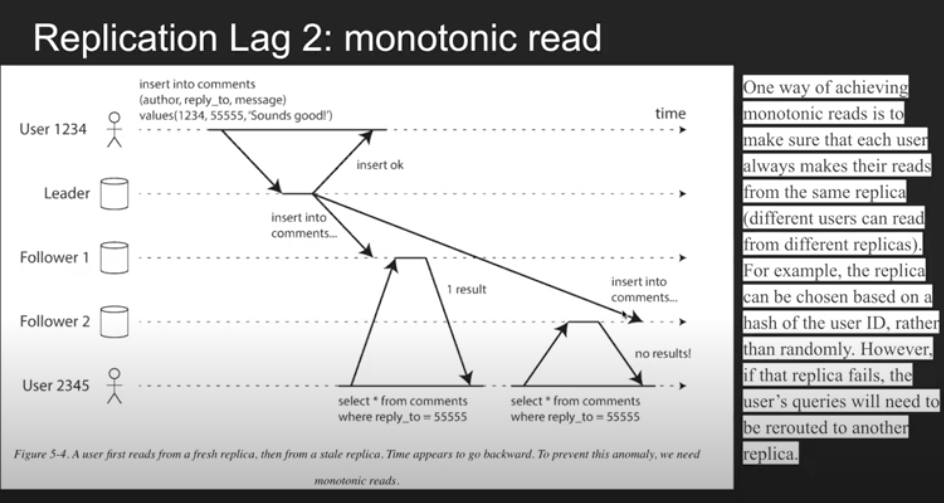 Replication Lag 2: monotonic read
insert into comments
(author, reply_to, message)
values(1234, 55555, 'Sounds good!')
time
User 1234
insert ok
Leader
insert into
comments...
Follower 1
1 result
insert into
comments...
Follower 2
no results!
User 2345
select * from comments
where reply_to = 55555
select * from comments
where reply_to = 55555
Figure 5-4. A user first reads from a fresh replica, then from a stale replica. Time appears to go backward. To prevent this anomaly, we need
monotonic reads.
One way of achieving
monotonic reads is to
make sure that each user
always makes their reads
from the same replica
(different users can read
from different replicas).
For example, the replica
can be chosen based on a
hash of the user ID, rather
than randomly. However,
if that replica fails, the
user's queries will need to
be rerouted to another
replica.